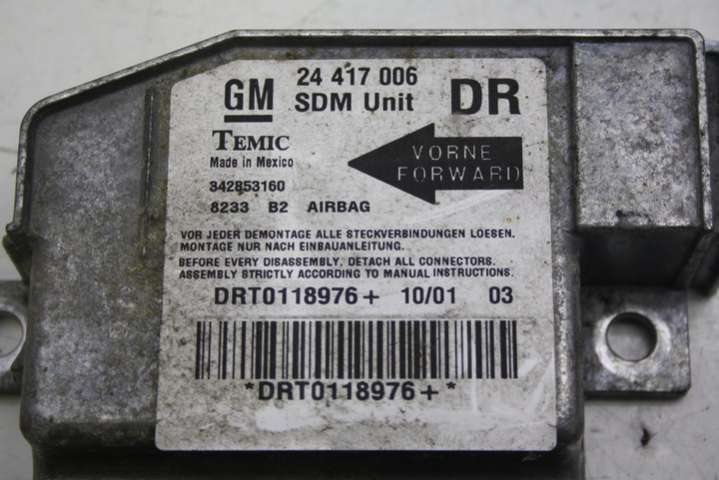 GM 24 417 006 DR
SDM Unit
TEMIC
Made in Mexico
VORNE
FORWARD
342853160
8233 B2 AIRBAG
VOR JEDER DEMONTAGE ALLE STECKVERBINDUNGEN LOESEN.
MONTAGE NUR NACH EINBAUANLEITUNG.
BEFORE EVERY DISASSEMBLY, DETACH ALL CONNECTORS.
ASSEMBLY STRICTLY ACCORDING TO MANUAL INSTRUCTIONS.
DRT0118976+ 10/01 03
*DRT0118976+*